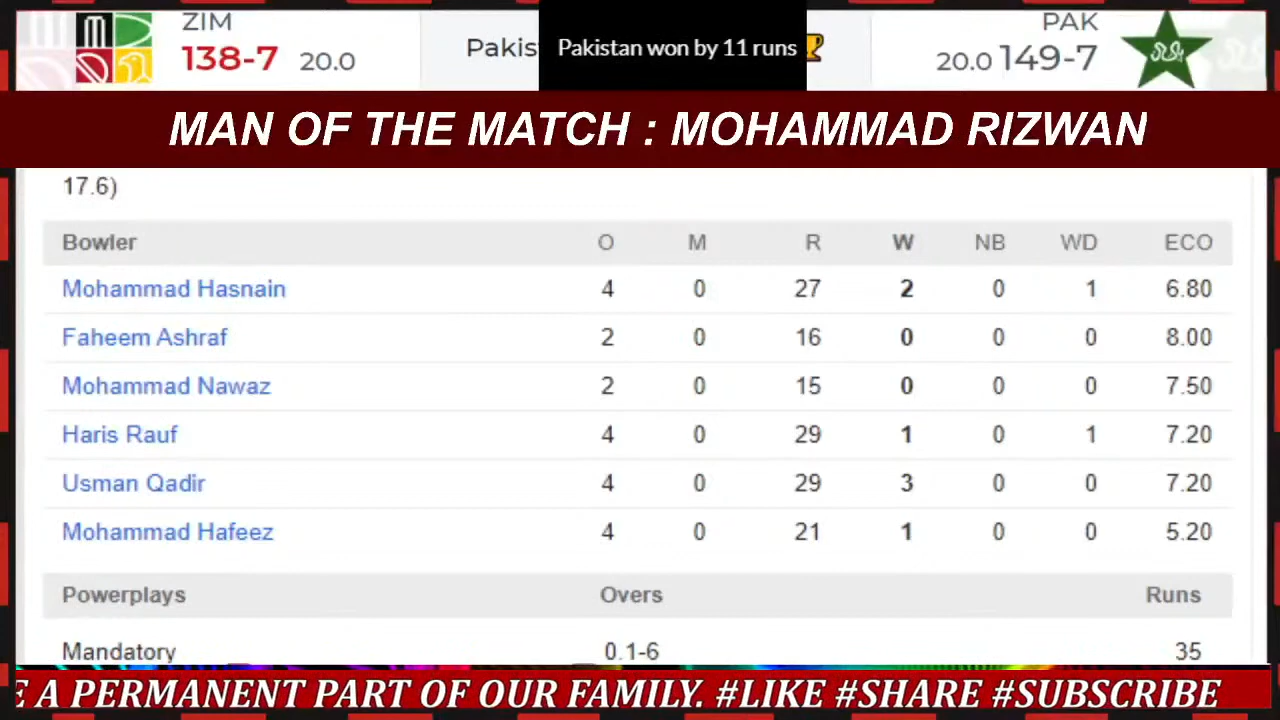 ZIM
138-7 20.0
Pakis
Pakistan won by 11 runs
PAK
20.0 149-7
MAN OF THE MATCH : MOHAMMAD RIZWAN
17.6)
Bowler O M R W NB WD ECO
Mohammad Hasnain 4 0 27 2 0 1 6.80
Faheem Ashraf 2 0 16 0 0 0 8.00
Mohammad Nawaz 2 0 15 0 0 0 7.50
Haris Rauf 4 0 29 1 0 1 7.20
Usman Qadir 4 0 29 3 0 0 7.20
Mohammad Hafeez 4 0 21 1 0 0 5.20
Powerplays Overs Runs
Mandatory 0.1-6 35
E A PERMANENT PART OF OUR FAMILY. #LIKE #SHARE #SUBSCRIBE